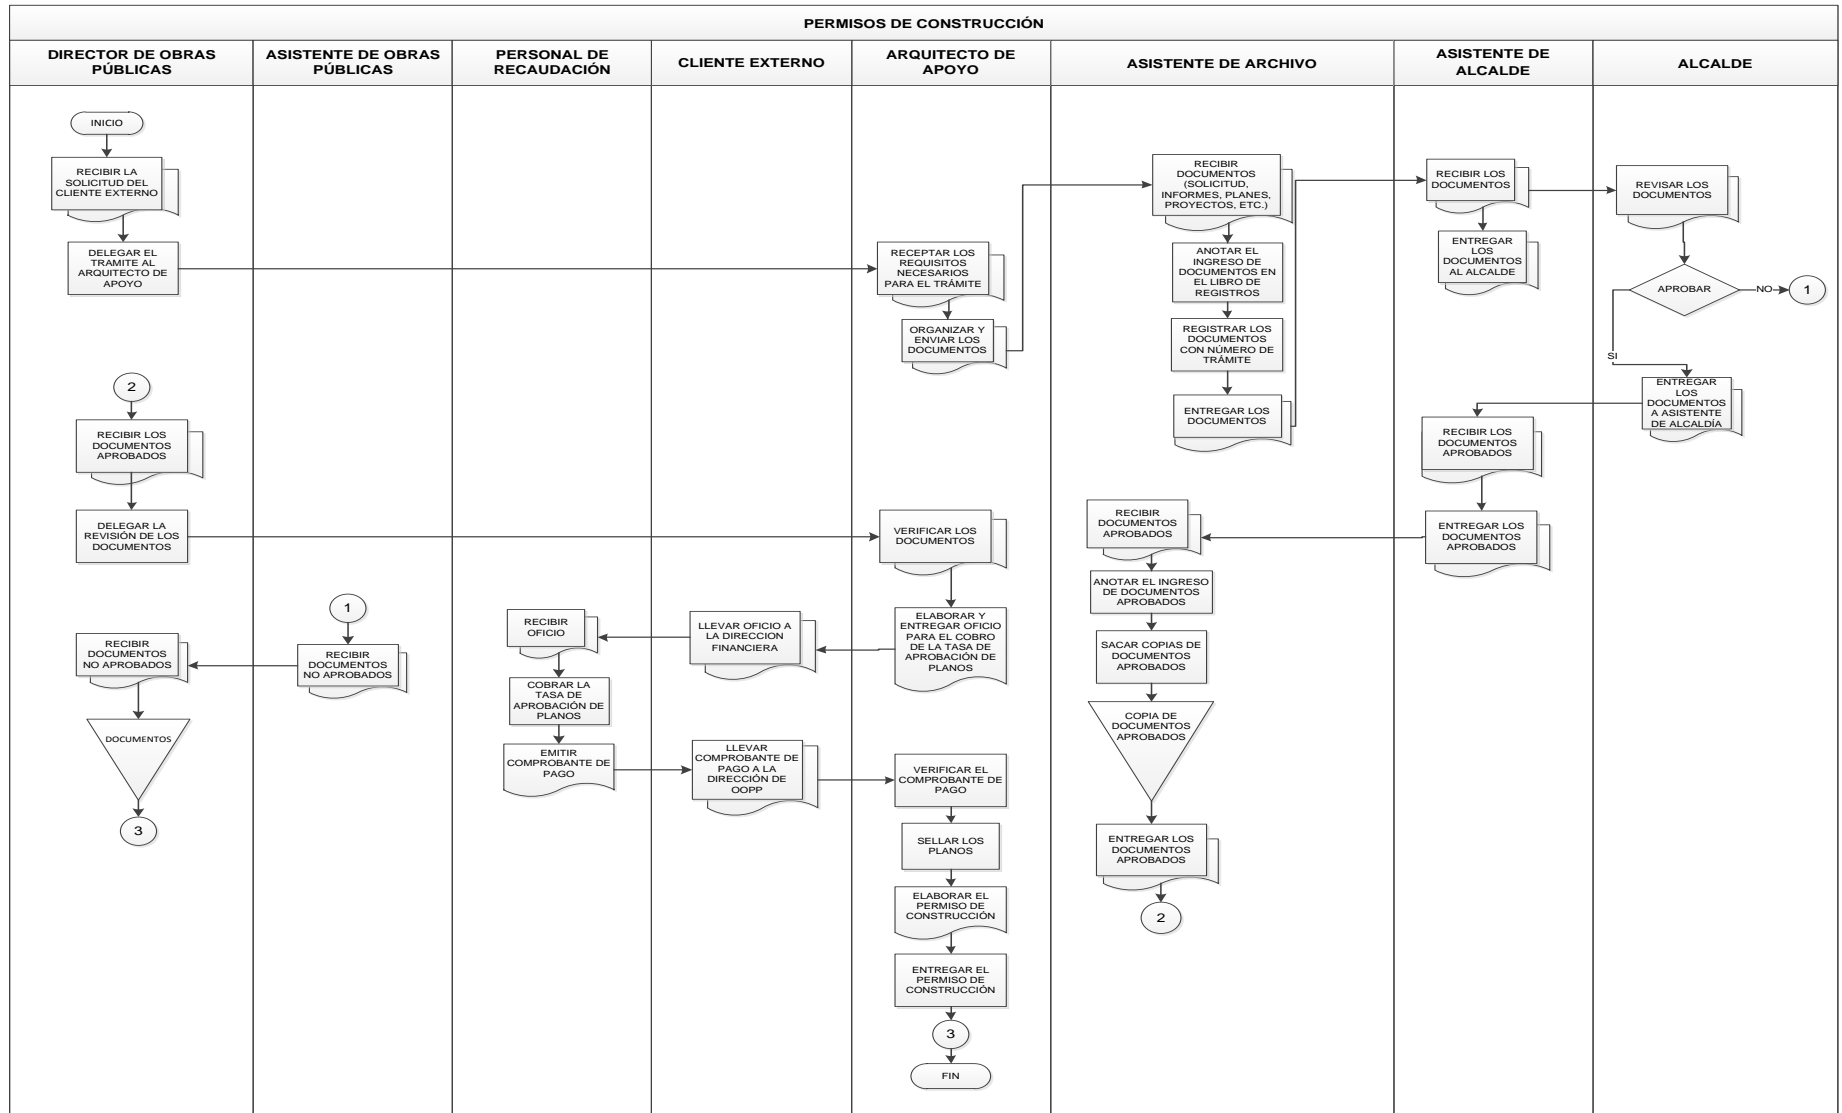 PERMISOS DE CONSTRUCCIÓN
DIRECTOR DE OBRAS
PÚBLICAS
ASISTENTE DE OBRAS
PÚBLICAS
PERSONAL DE
RECAUDACIÓN
CLIENTE EXTERNO
ARQUITECTO DE
APOYO
ASISTENTE DE ARCHIVO
ASISTENTE DE
ALCALDE
ALCALDE
INICIO
RECIBIR LA
SOLICITUD DEL
CLIENTE EXTERNO
DELEGAR EL
TRAMITE AL
ARQUITECTO DE
APOYO
2
RECIBIR LOS
DOCUMENTOS
APROBADOS
DELEGAR LA
REVISIÓN DE LOS
DOCUMENTOS
RECIBIR
DOCUMENTOS
NO APROBADOS
DOCUMENTOS
3
1
RECIBIR
DOCUMENTOS
NO APROBADOS
RECIBIR
OFICIO
COBRAR LA
TASA DE
APROBACIÓN DE
PLANOS
EMITIR
COMPROBANTE DE
PAGO
LLEVAR OFICIO A
LA DIRECCION
FINANCIERA
LLEVAR
COMPROBANTE DE
PAGO A LA
DIRECCIÓN DE
OOPP
RECEPTAR LOS
REQUISITOS
NECESARIOS
PARA EL TRÁMITE
ORGANIZAR Y
ENVIAR LOS
DOCUMENTOS
VERIFICAR LOS
DOCUMENTOS
ELABORAR Y
ENTREGAR OFICIO
PARA EL COBRO
DE LA TASA DE
APROBACIÓN DE
PLANOS
VERIFICAR EL
COMPROBANTE DE
PAGO
SELLAR LOS
PLANOS
ELABORAR EL
PERMISO DE
CONSTRUCCIÓN
ENTREGAR EL
PERMISO DE
CONSTRUCCIÓN
3
FIN
RECIBIR
DOCUMENTOS
(SOLICITUD,
INFORMES, PLANES,
PROYECTOS, ETC.)
ANOTAR EL
INGRESO DE
DOCUMENTOS EN
EL LIBRO DE
REGISTROS
REGISTRAR LOS
DOCUMENTOS
CON NÚMERO DE
TRÁMITE
ENTREGAR LOS
DOCUMENTOS
RECIBIR
DOCUMENTOS
APROBADOS
ANOTAR EL INGRESO
DE DOCUMENTOS
APROBADOS
SACAR COPIAS DE
DOCUMENTOS
APROBADOS
COPIA DE
DOCUMENTOS
APROBADOS
ENTREGAR LOS
DOCUMENTOS
APROBADOS
2
RECIBIR LOS
DOCUMENTOS
ENTREGAR
LOS
DOCUMENTOS
AL ALCALDE
RECIBIR LOS
DOCUMENTOS
APROBADOS
ENTREGAR LOS
DOCUMENTOS
APROBADOS
REVISAR LOS
DOCUMENTOS
APROBAR
NO
1
SI
ENTREGAR
LOS
DOCUMENTOS
A ASISTENTE
DE ALCALDÍA